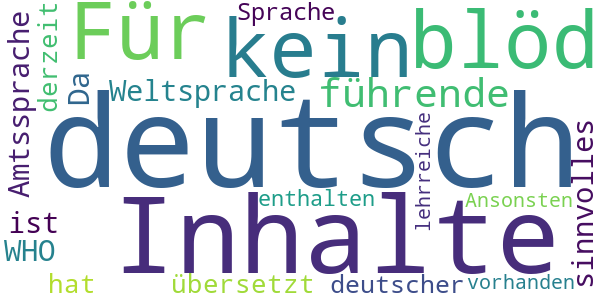 Sprache
Für
kein
blöd
Amtssprache
derzeit
Da
Weltsprache
führende
deutsch
lehrreiche
sinnvolles
Inhalte
enthalten
Ansonsten
ist
WHO
hat
übersetzt
deutscher
vorhanden